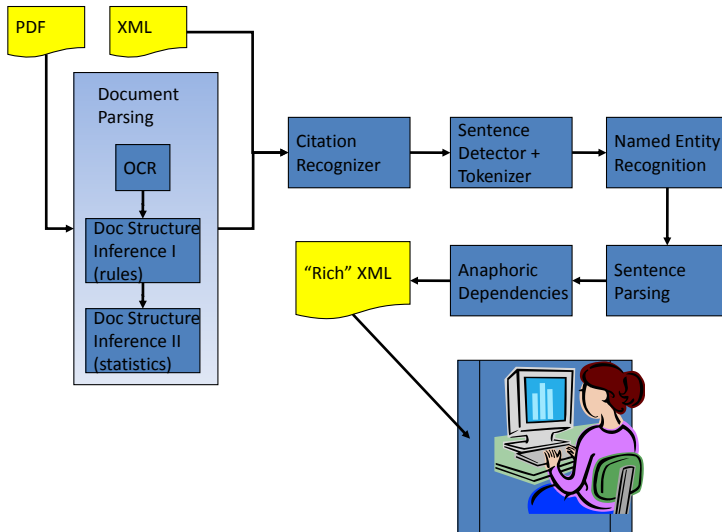 PDF
XML
Document
Parsing
OCR
Doc Structure
Inference I
(rules)
Doc Structure
Inference II
(statistics)
Citation
Recognizer
Sentence
Detector +
Tokenizer
Named Entity
Recognition
Sentence
Parsing
Anaphoric
Dependencies
“Rich” XML